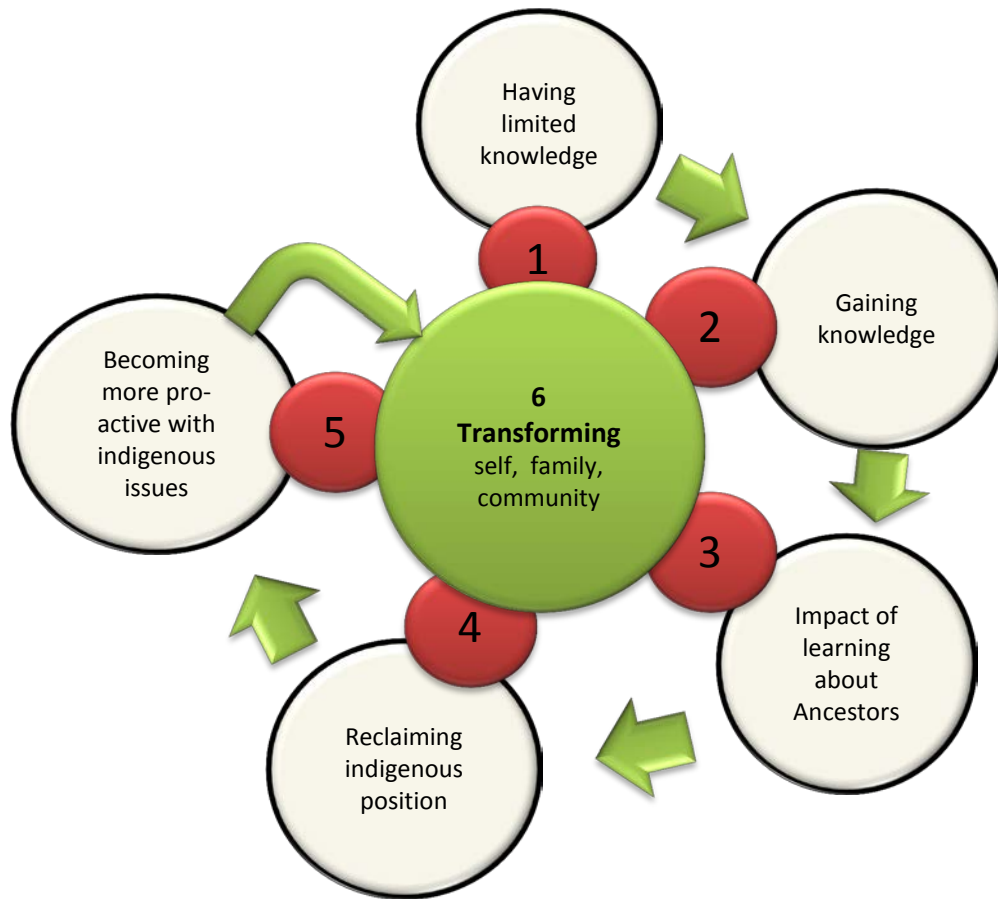 Having
limited
knowledge
1
2
Gaining
knowledge
3
Impact of
learning
about
Ancestors
4
Reclaiming
indigenous
position
5
Becoming
more pro-
active with
indigenous
issues
6
Transforming
self, family,
community